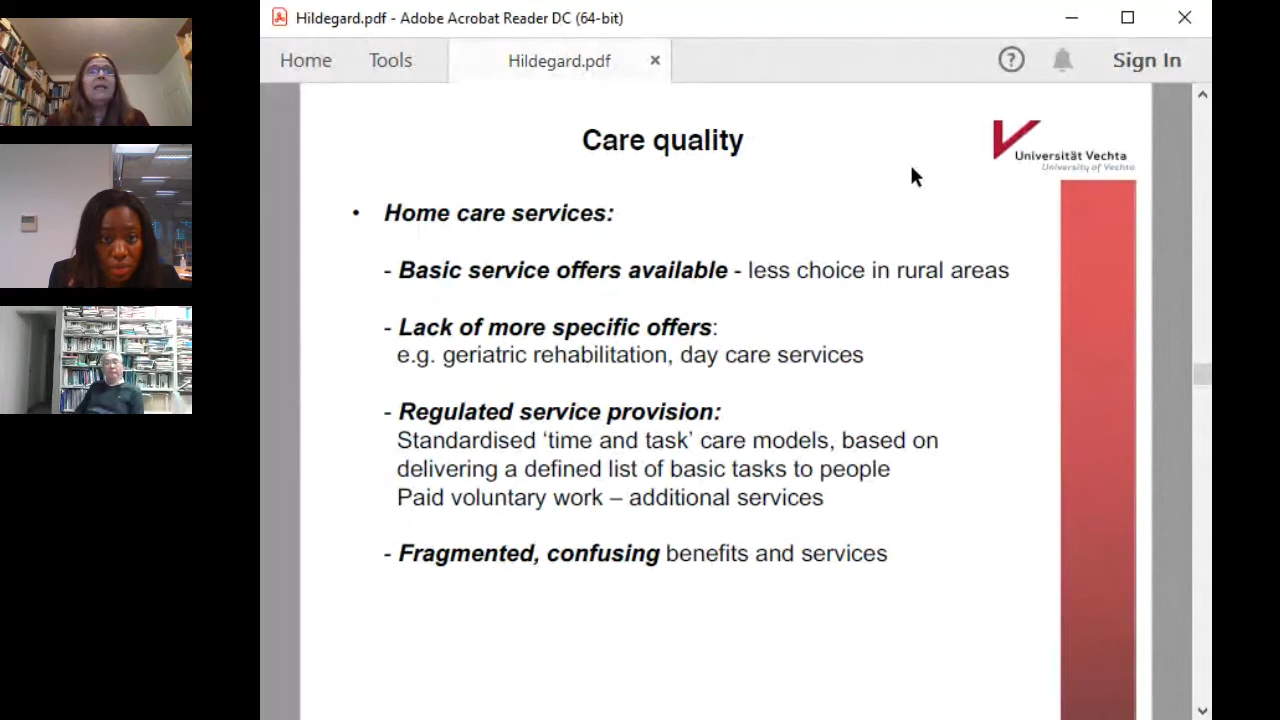 Hildegard.pdf - Adobe Acrobat Reader DC (64-bit)
Home Tools Hildegard.pdf × ? Sign In
Care quality
Universität Vechta
University of Vechta
• Home care services:
- Basic service offers available - less choice in rural areas
- Lack of more specific offers:
e.g. geriatric rehabilitation, day care services
- Regulated service provision:
Standardised ‘time and task’ care models, based on
delivering a defined list of basic tasks to people
Paid voluntary work – additional services
- Fragmented, confusing benefits and services